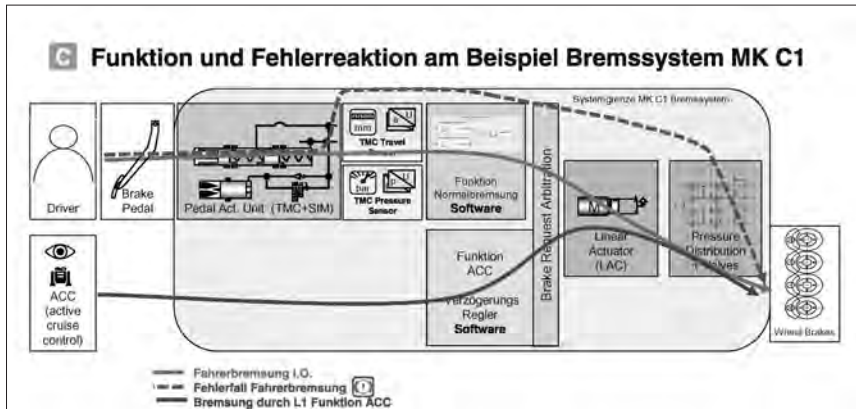 C Funktion und Fehlerreaktion am Beispiel Bremssystem MK C1
Systemgrenze MK C1 Bremssystem
Driver
Brake
Pedal
Pedal Act. Unit (TMC+SIM)
mm
U
TMC Travel
bar
p U
TMC Pressure
Sensor
Funktion
Normalbremsung
Software
Brake Request Arbitration
M
Linear
Actuator
(LAC)
Pressure
Distribution
Valves
Wheel Brakes
ACC
(active
cruise
control)
Funktion
ACC
Verzögerungs
Regler
Software
Fahrerbremsung I.O.
Fehlerfall Fahrerbremsung
Bremsung durch L1 Funktion ACC